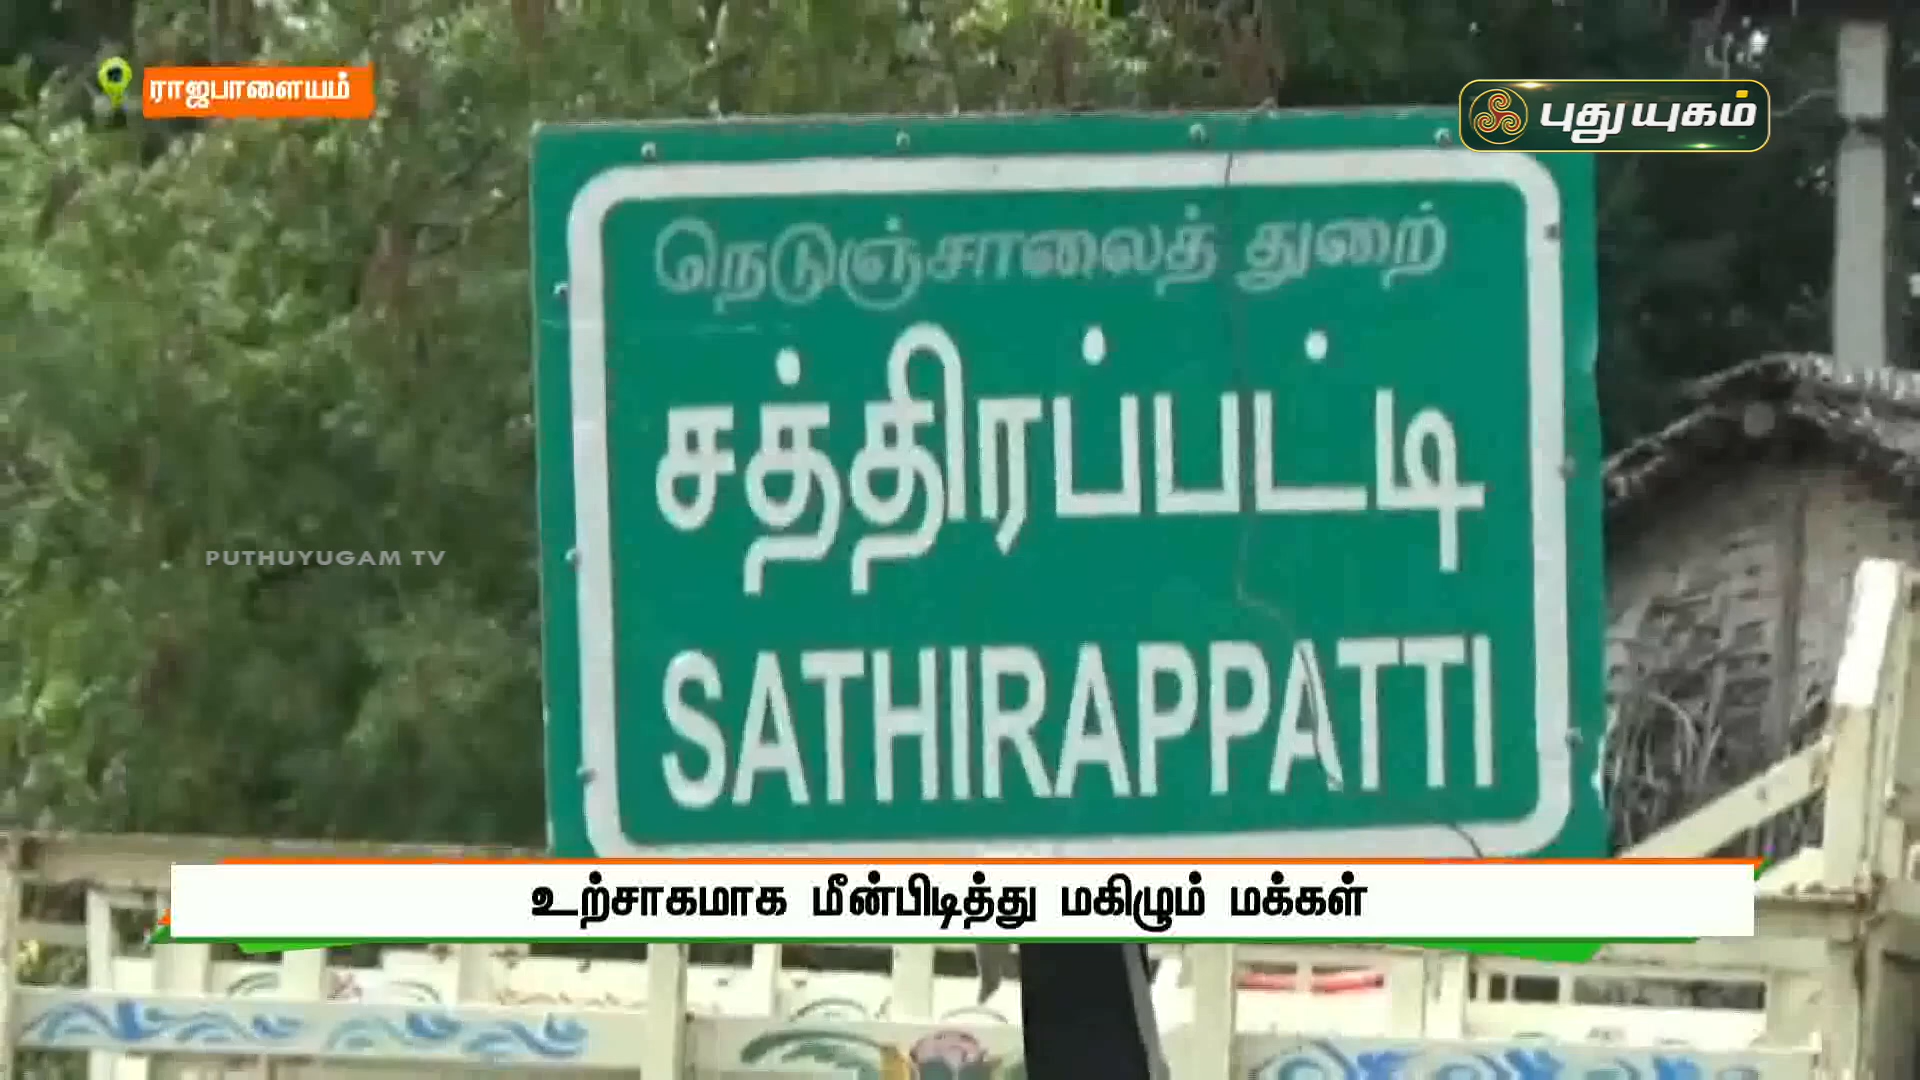 ராஜபாளையம்
புதுயுகம்
நெடுஞ்சாலைத் துறை
சத்திரப்பட்டி
SATHIRAPPATTI
PUTHUYUGAM TV
உற்சாகமாக மீன்பிடித்து மகிழும் மக்கள்